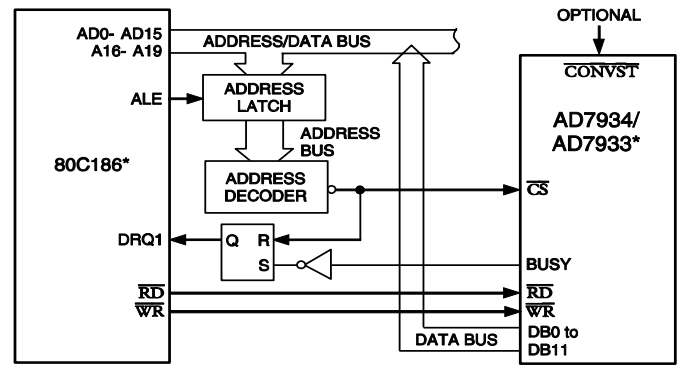 OPTIONAL
AD0- AD15
A16- A19
ADDRESS/DATA BUS
CONVST
ALE
ADDRESS
LATCH
AD7934/
AD7933*
ADDRESS
BUS
80C186*
ADDRESS
DECODER
CS
DRQ1
Q
R
S
BUSY
RD
RD
WR
WR
DATA BUS
DB0 to
DB11